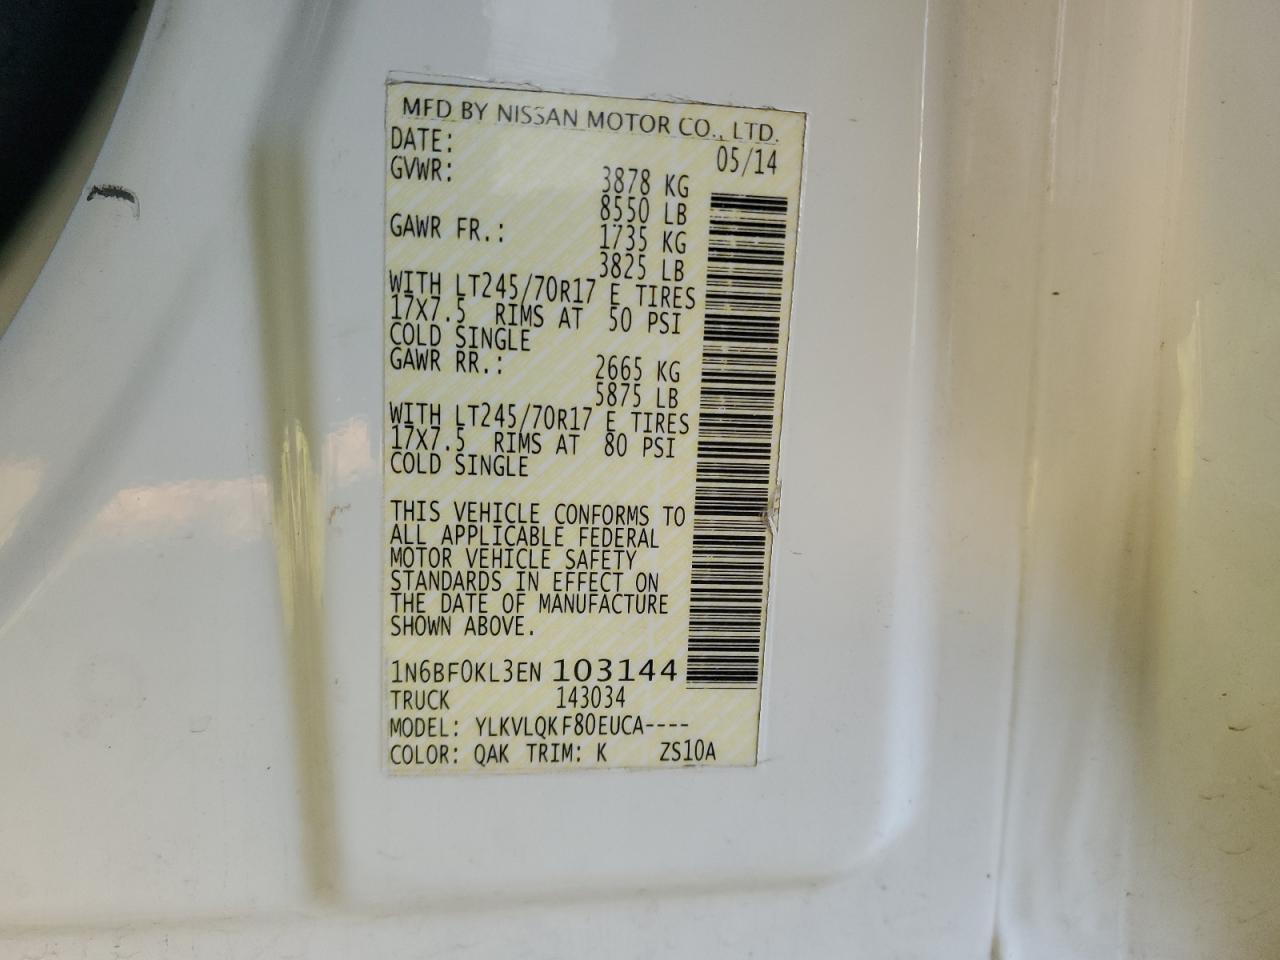 MFD BY NISSAN MOTOR CO., LTD.
DATE: 05/14
GVWR: 3878 KG
8550 LB
GAWR FR.: 1735 KG
3825 LB
WITH LT245/70R17 E TIRES
17X7.5 RIMS AT 50 PSI
COLD SINGLE
GAWR RR.: 2665 KG
5875 LB
WITH LT245/70R17 E TIRES
17X7.5 RIMS AT 80 PSI
COLD SINGLE
THIS VEHICLE CONFORMS TO
ALL APPLICABLE FEDERAL
MOTOR VEHICLE SAFETY
STANDARDS IN EFFECT ON
THE DATE OF MANUFACTURE
SHOWN ABOVE.
1N6BF0KL3EN 103144
TRUCK 143034
MODEL: YLKVLQKF80EUCA----
COLOR: QAK TRIM: K ZS10A